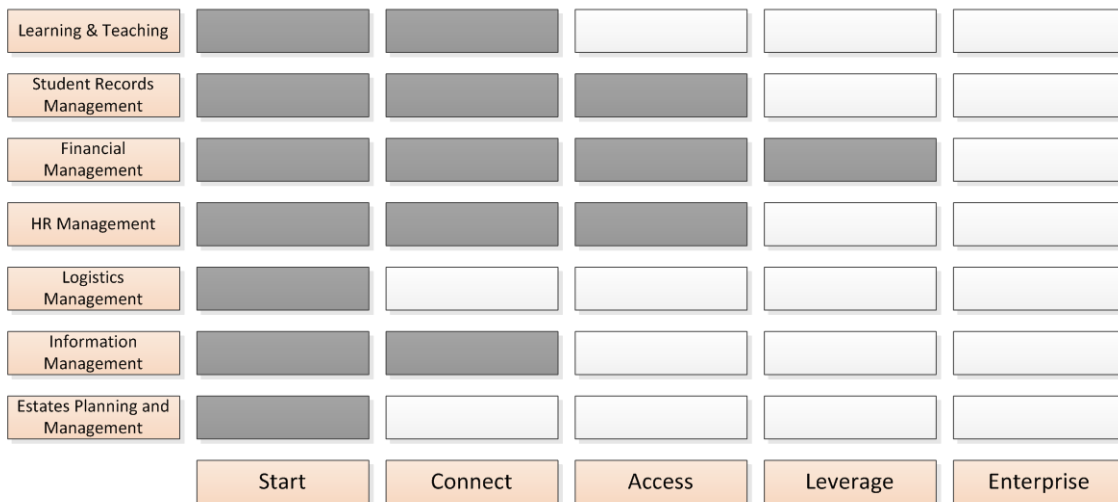 Learning & Teaching
Student Records
Management
Financial
Management
HR Management
Logistics
Management
Information
Management
Estates Planning and
Management
Start
Connect
Access
Leverage
Enterprise